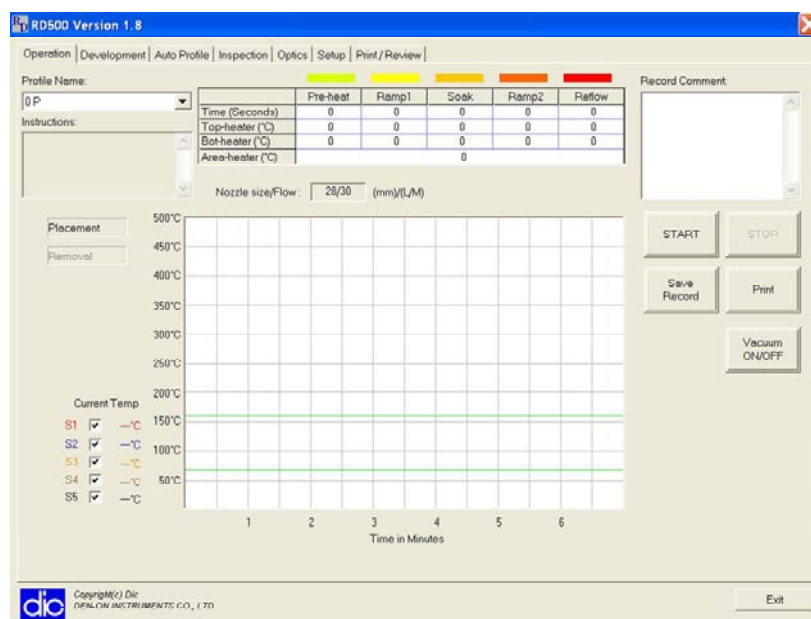 RD RD500 Version 1.8
Operation Development Auto Profile Inspection Optics Setup Print/Review
Profile Name:
0 P
Instructions:
Pre-heat Ramp1 Soak Ramp2 Reflow
Time (Seconds) 0 0 0 0 0
Top-heater (°C) 0 0 0 0 0
Bot-heater (°C) 0 0 0 0 0
Area-heater (°C) 0
Nozzle size/Flow : 28/30 (mm)/(L/M)
Record Comment:
Placement
Removal
START STOP
Save Record Print
Vacuum ON/OFF
500°C
450°C
400°C
350°C
300°C
250°C
200°C
150°C
100°C
50°C
Current Temp
S1 ---°C
S2 ---°C
S3 ---°C
S4 ---°C
S5 ---°C
1 2 3 4 5 6
Time in Minutes
dic
Copyright(c) Dic
DEN-ON INSTRUMENTS CO., LTD
Exit